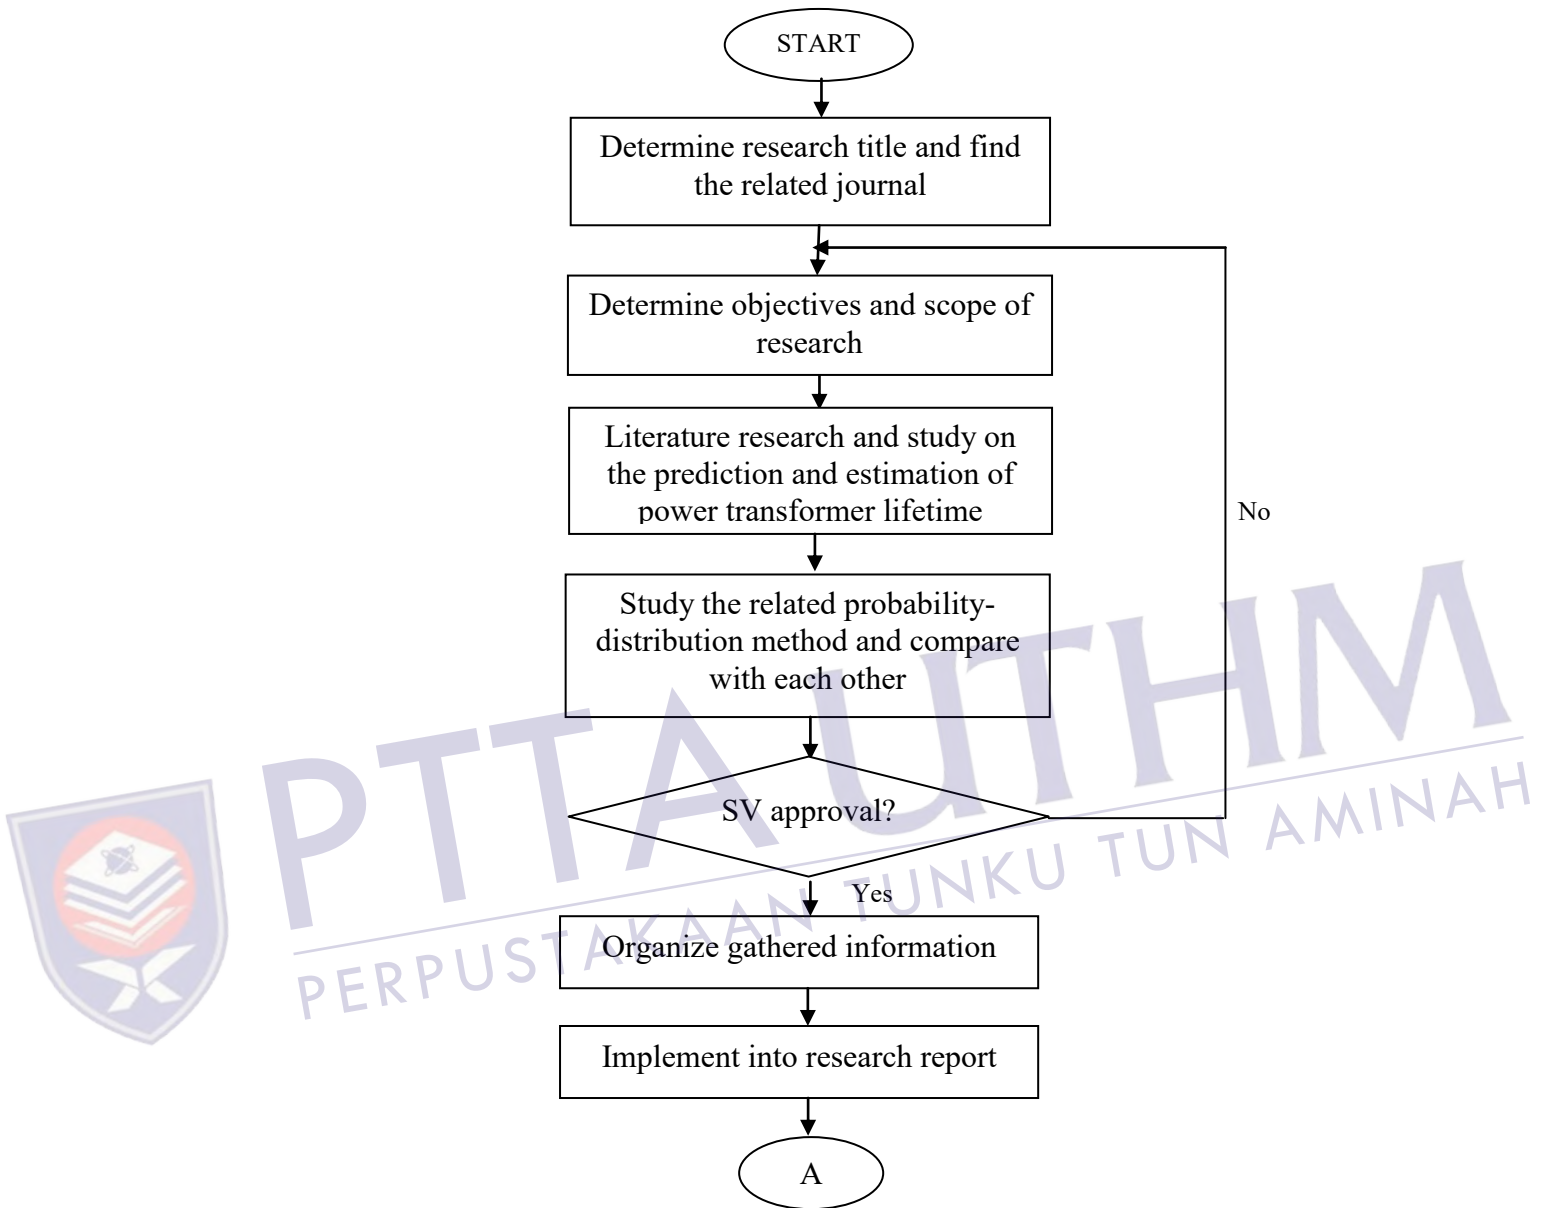 START
Determine research title and find
the related journal
Determine objectives and scope of
research
Literature research and study on
the prediction and estimation of
power transformer lifetime
No
Study the related probability-
distribution method and compare
with each other
SV approval?
Yes
Organize gathered information
Implement into research report
A
PTTA UTHM
PERPUSTAKAAN TUNKU TUN AMINAH